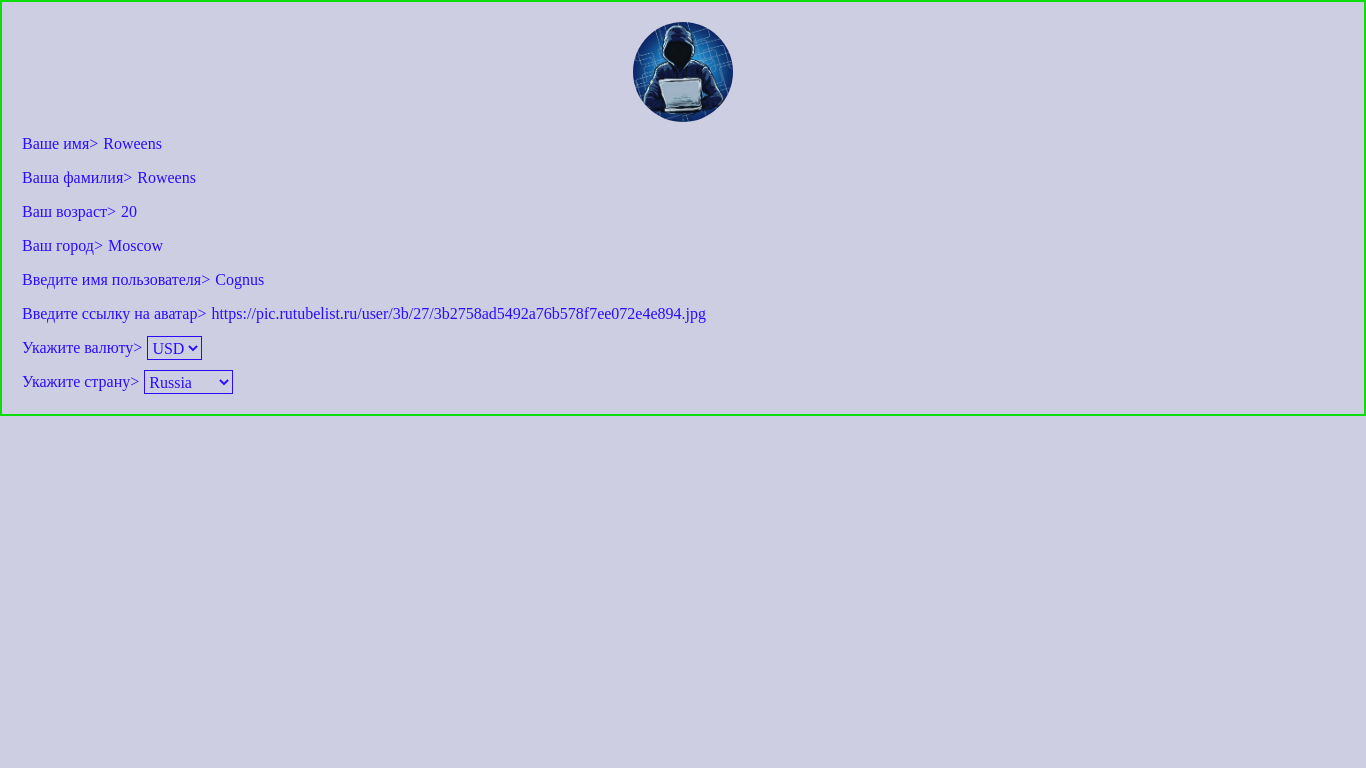 Ваше имя> Roweens
Ваша фамилия> Roweens
Ваш возраст> 20
Ваш город> Moscow
Введите имя пользователя> Cognus
Введите ссылку на аватар> https://pic.rutubelist.ru/user/3b/27/3b2758ad5492a76b578f7ee072e4e894.jpg
Укажите валюту> USD
Укажите страну> Russia